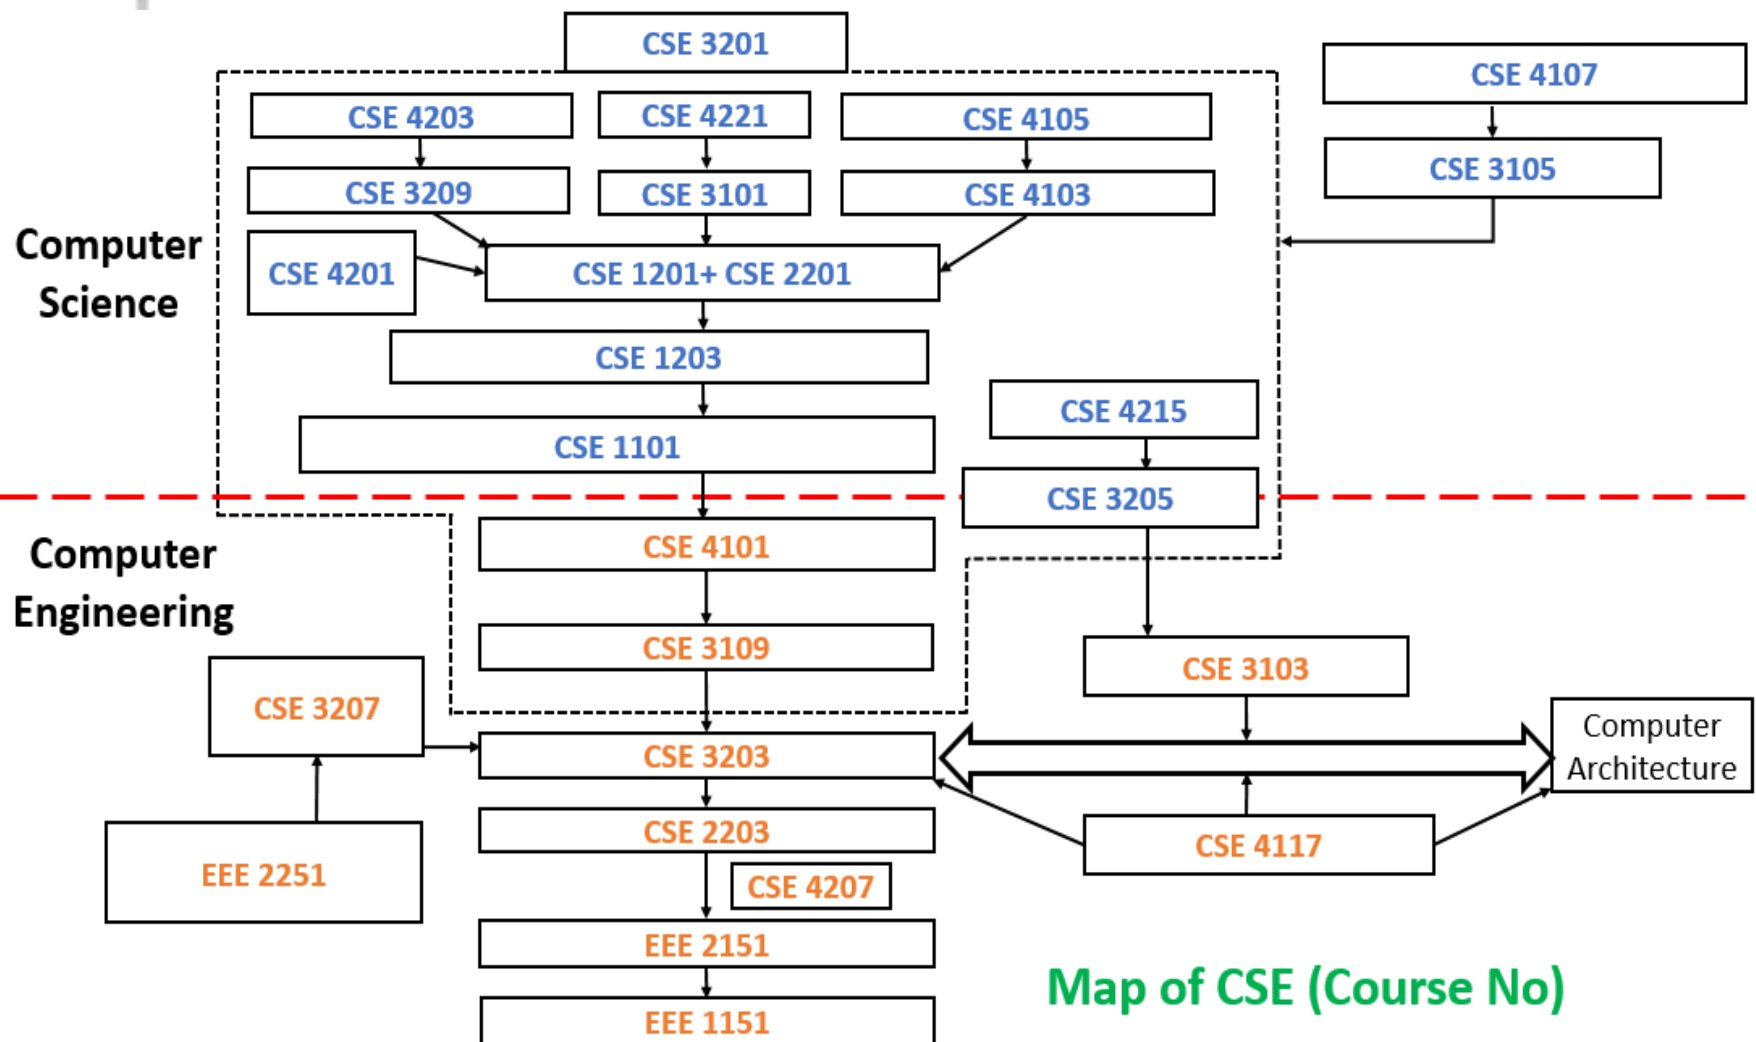 CSE 3201
CSE 4107
CSE 4203
CSE 4221
CSE 4105
CSE 3105
CSE 3209
CSE 3101
CSE 4103
Computer
Science
CSE 4201
CSE 1201+ CSE 2201
CSE 1203
CSE 4215
CSE 1101
CSE 3205
Computer
Engineering
CSE 4101
CSE 3109
CSE 3103
CSE 3207
Computer
Architecture
CSE 3203
CSE 2203
CSE 4117
EEE 2251
CSE 4207
EEE 2151
Map of CSE (Course No)
EEE 1151